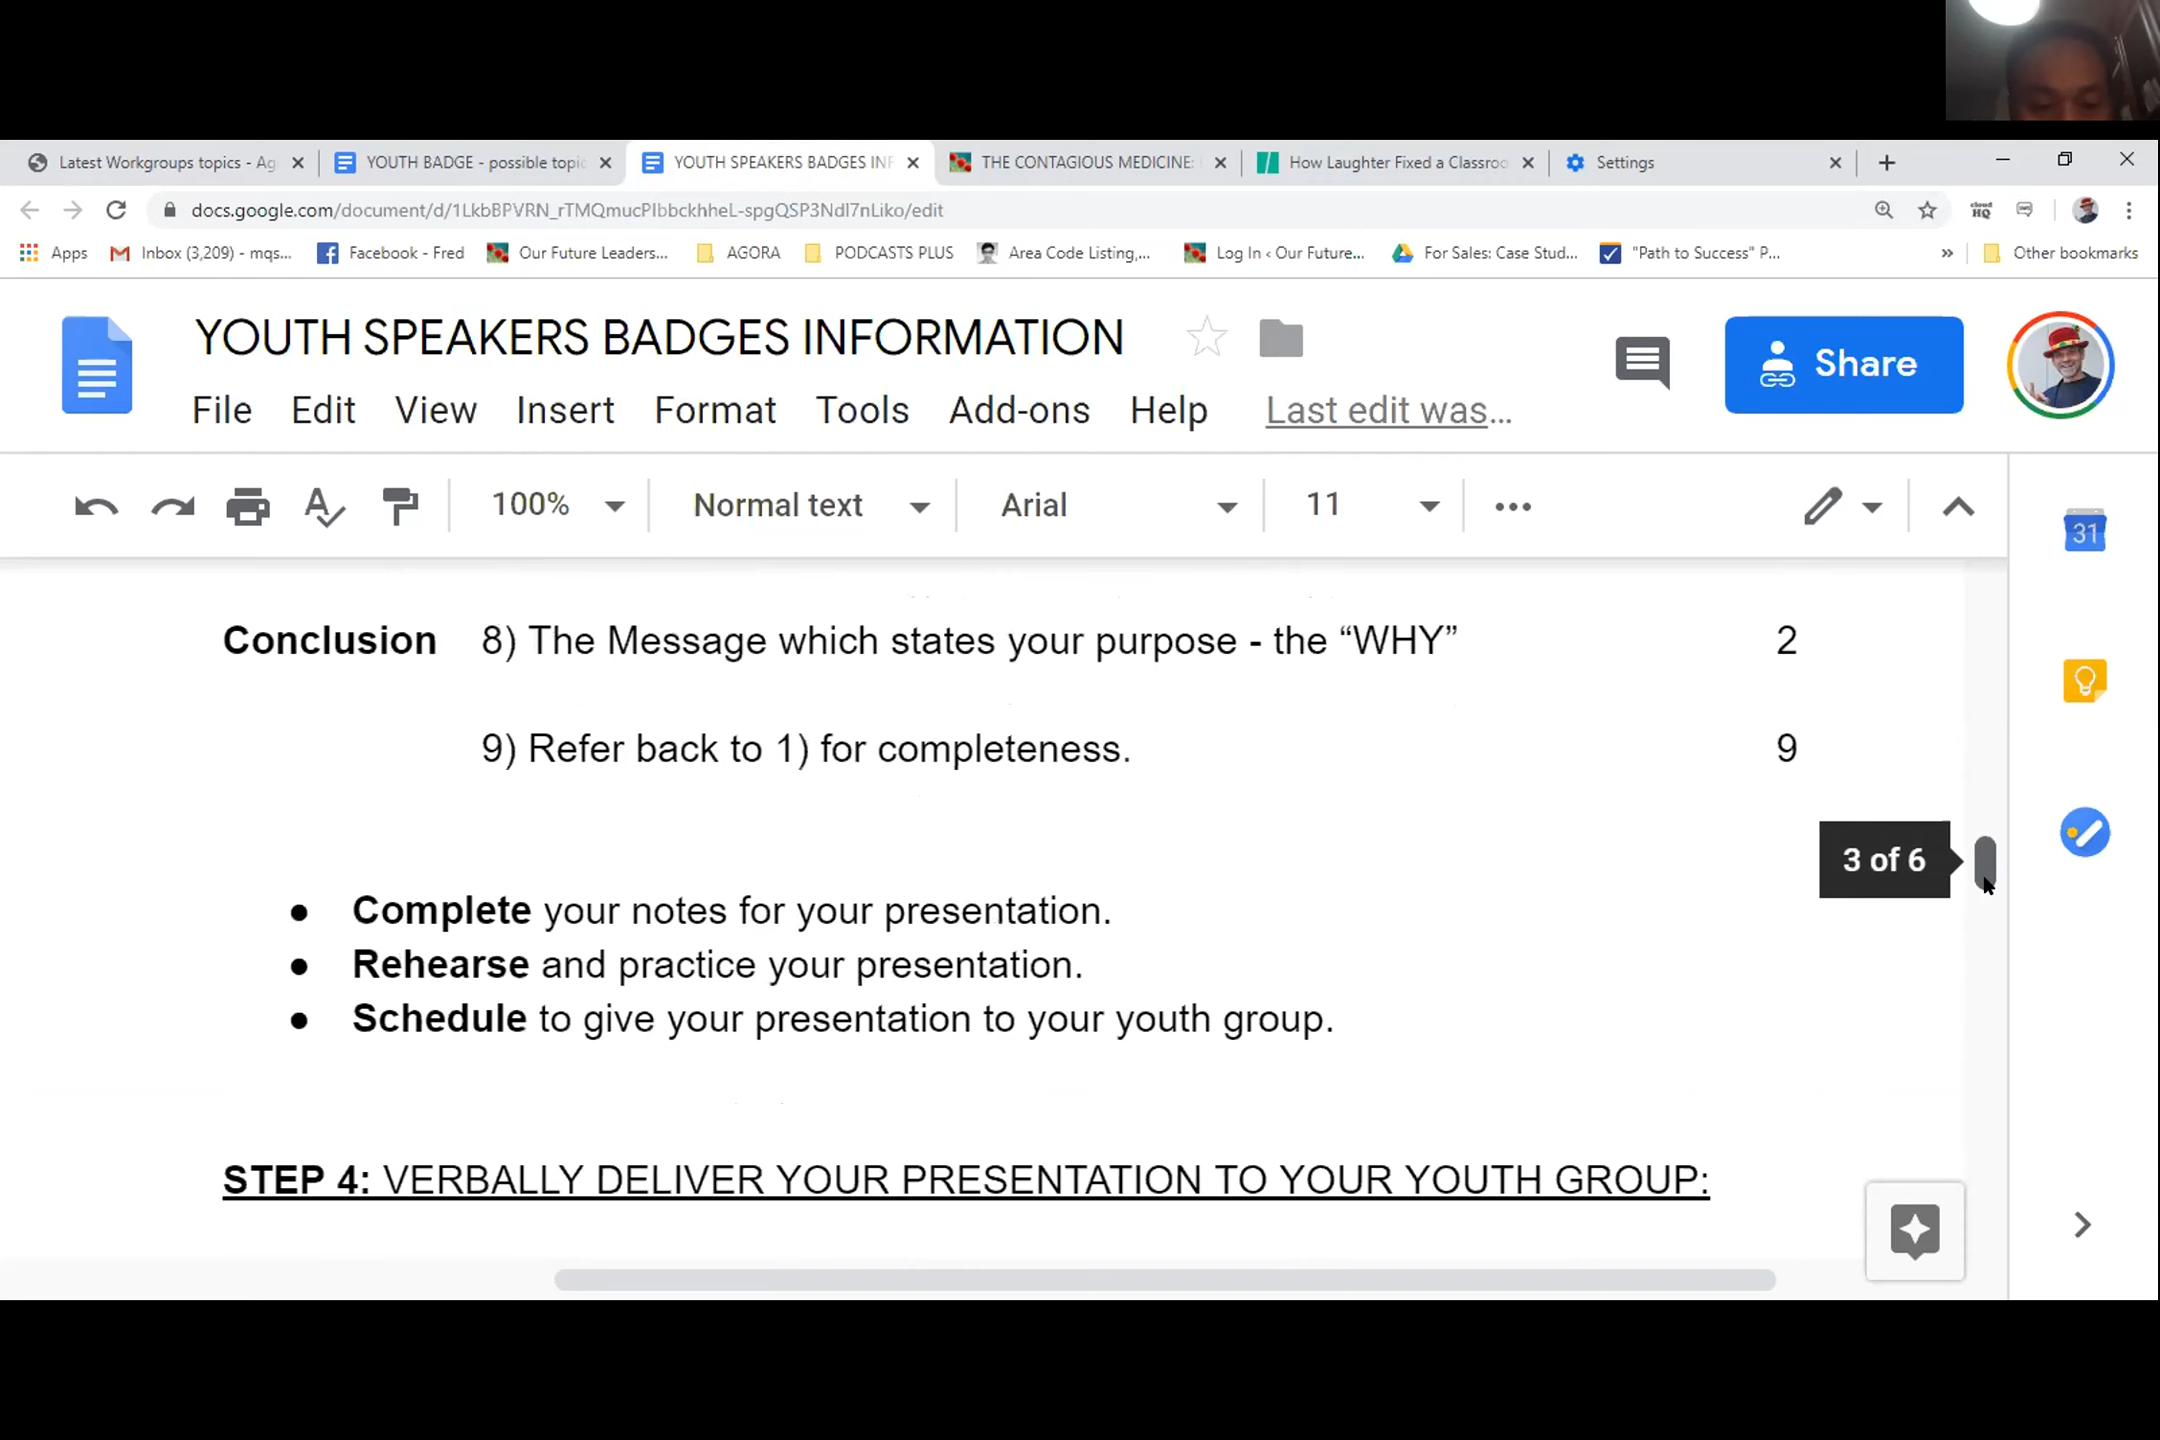 Latest Workgroups topics - Ag
YOUTH BADGE - possible topic
YOUTH SPEAKERS BADGES INF
THE CONTAGIOUS MEDICINE:
How Laughter Fixed a Classroo
Settings
docs.google.com/document/d/1LkbBPVRN_rTMQmucPIbbckhheL-spgQSP3Ndl7nLiko/edit
cloud HQ
Apps
Inbox (3,209) - mqs...
Facebook - Fred
Our Future Leaders...
AGORA
PODCASTS PLUS
Area Code Listing,...
Log In ‹ Our Future...
For Sales: Case Stud...
"Path to Success" P...
»
Other bookmarks
YOUTH SPEAKERS BADGES INFORMATION
Share
File Edit View Insert Format Tools Add-ons Help Last edit was...
100% Normal text Arial 11
31
Conclusion 8) The Message which states your purpose - the “WHY” 2
9) Refer back to 1) for completeness. 9
3 of 6
● Complete your notes for your presentation.
● Rehearse and practice your presentation.
● Schedule to give your presentation to your youth group.
STEP 4: VERBALLY DELIVER YOUR PRESENTATION TO YOUR YOUTH GROUP: